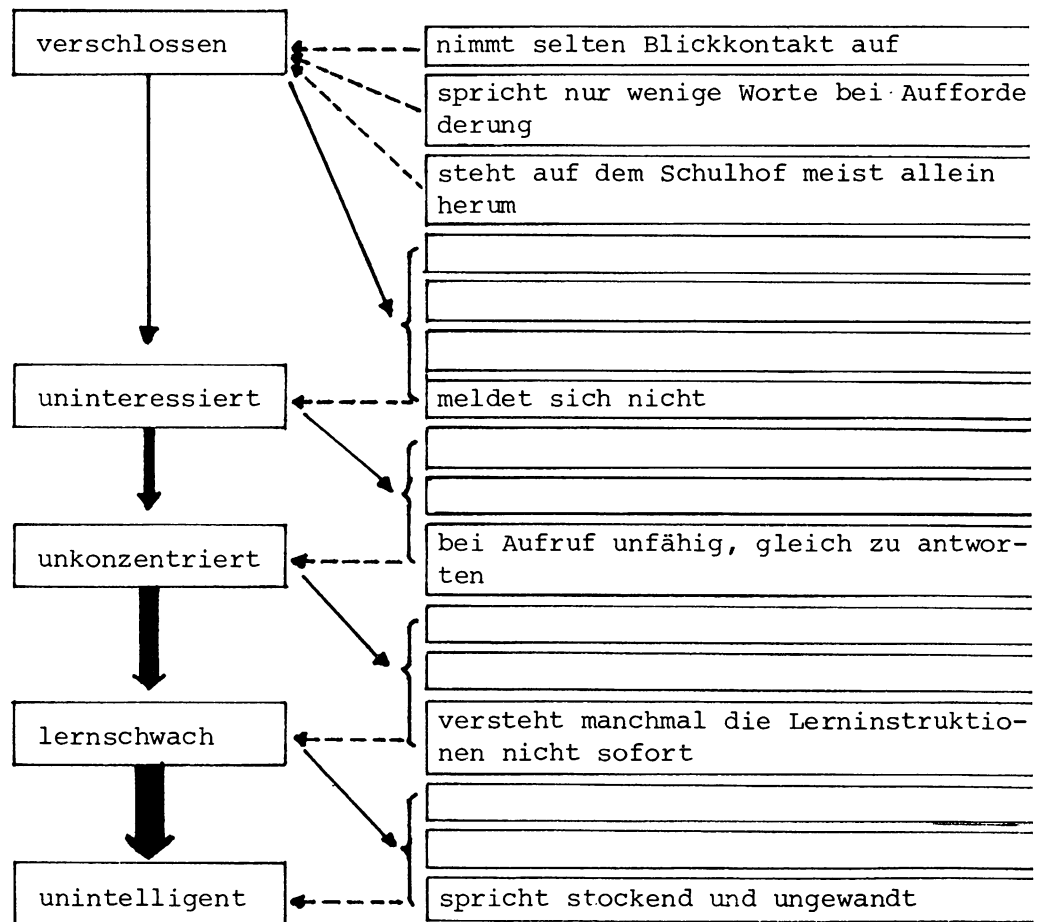 verschlossen
nimmt selten Blickkontakt auf
spricht nur wenige Worte bei Aufforde
derung
steht auf dem Schulhof meist allein
herum
uninteressiert
meldet sich nicht
unkonzentriert
bei Aufruf unfähig, gleich zu antwor-
ten
lernschwach
versteht manchmal die Lerninstruktio-
nen nicht sofort
unintelligent
spricht stockend und ungewandt